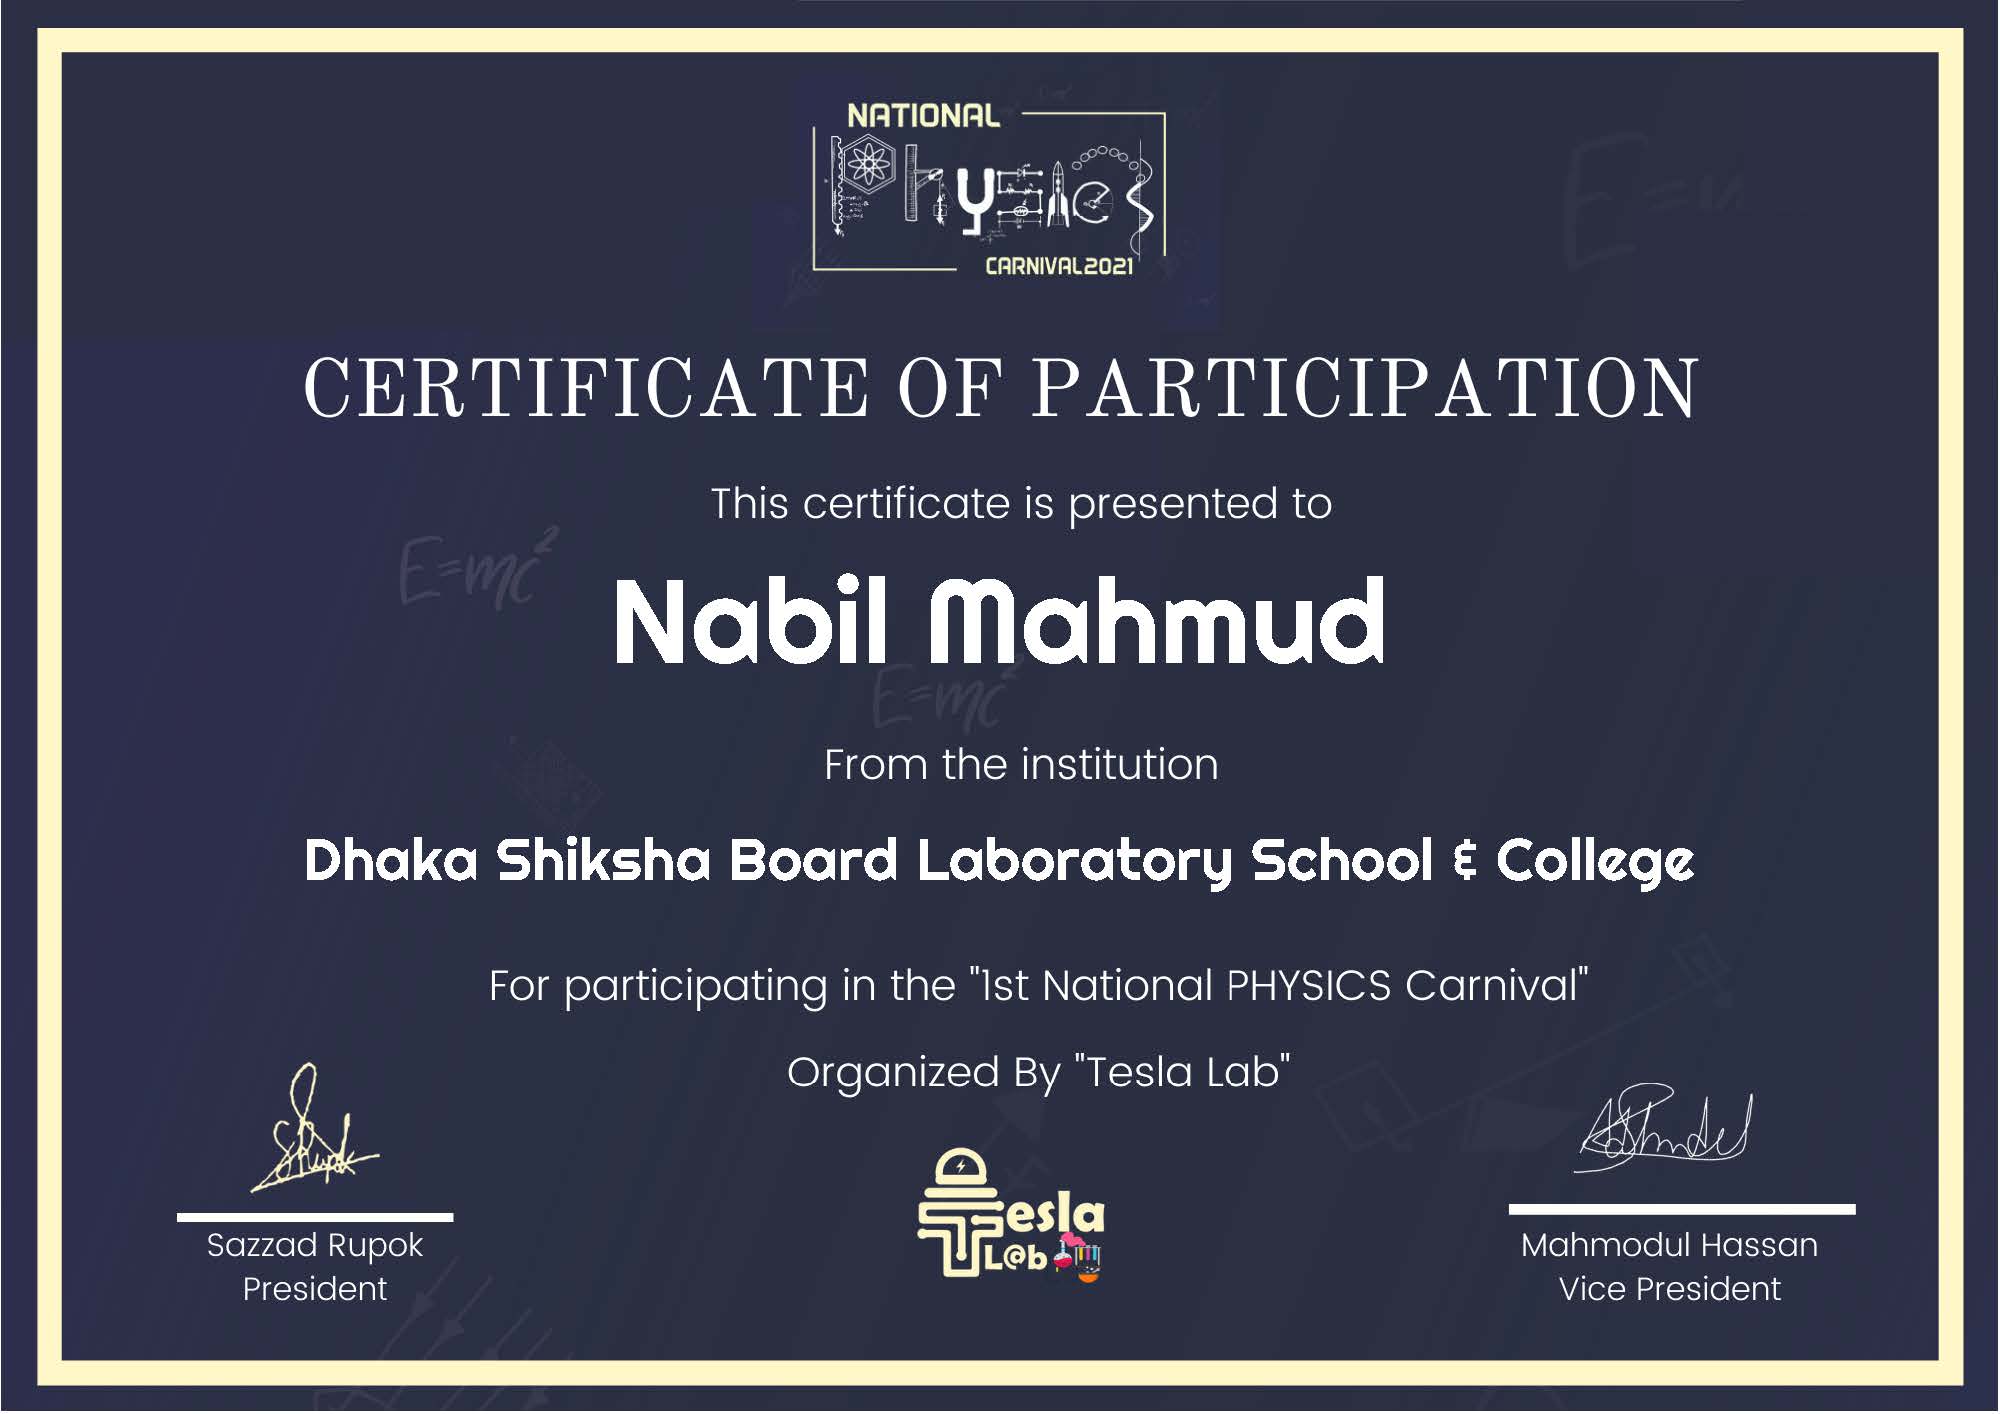 NATIONAL
Physics
CARNIVAL2021
CERTIFICATE OF PARTICIPATION
This certificate is presented to
E=mc²
Nabil Mahmud
E=mc²
From the institution
Dhaka Shiksha Board Laboratory School & College
For participating in the "1st National PHYSICS Carnival"
Organized By "Tesla Lab"
Tesla
L@b
Sazzad Rupok
President
Mahmodul Hassan
Vice President